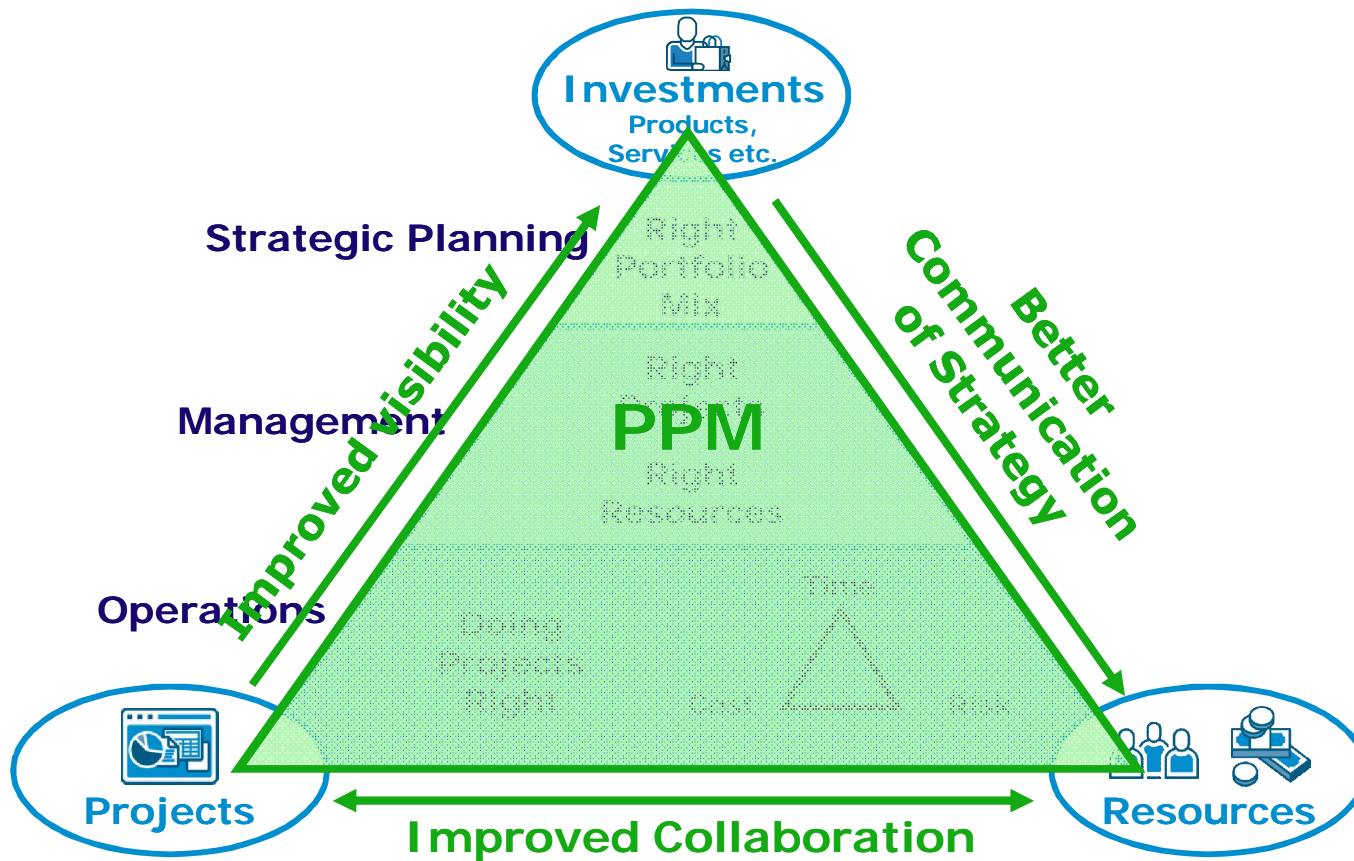 Investments
Products,
Services etc.
Strategic Planning
Right
Portfolio
Mix
Improved visibility
Better
Communication
of Strategy
Management
Right
Projects
PPM
Right
Resources
Operations
Doing
Projects
Right
Time
Cost
Risk
Projects
Resources
Improved Collaboration